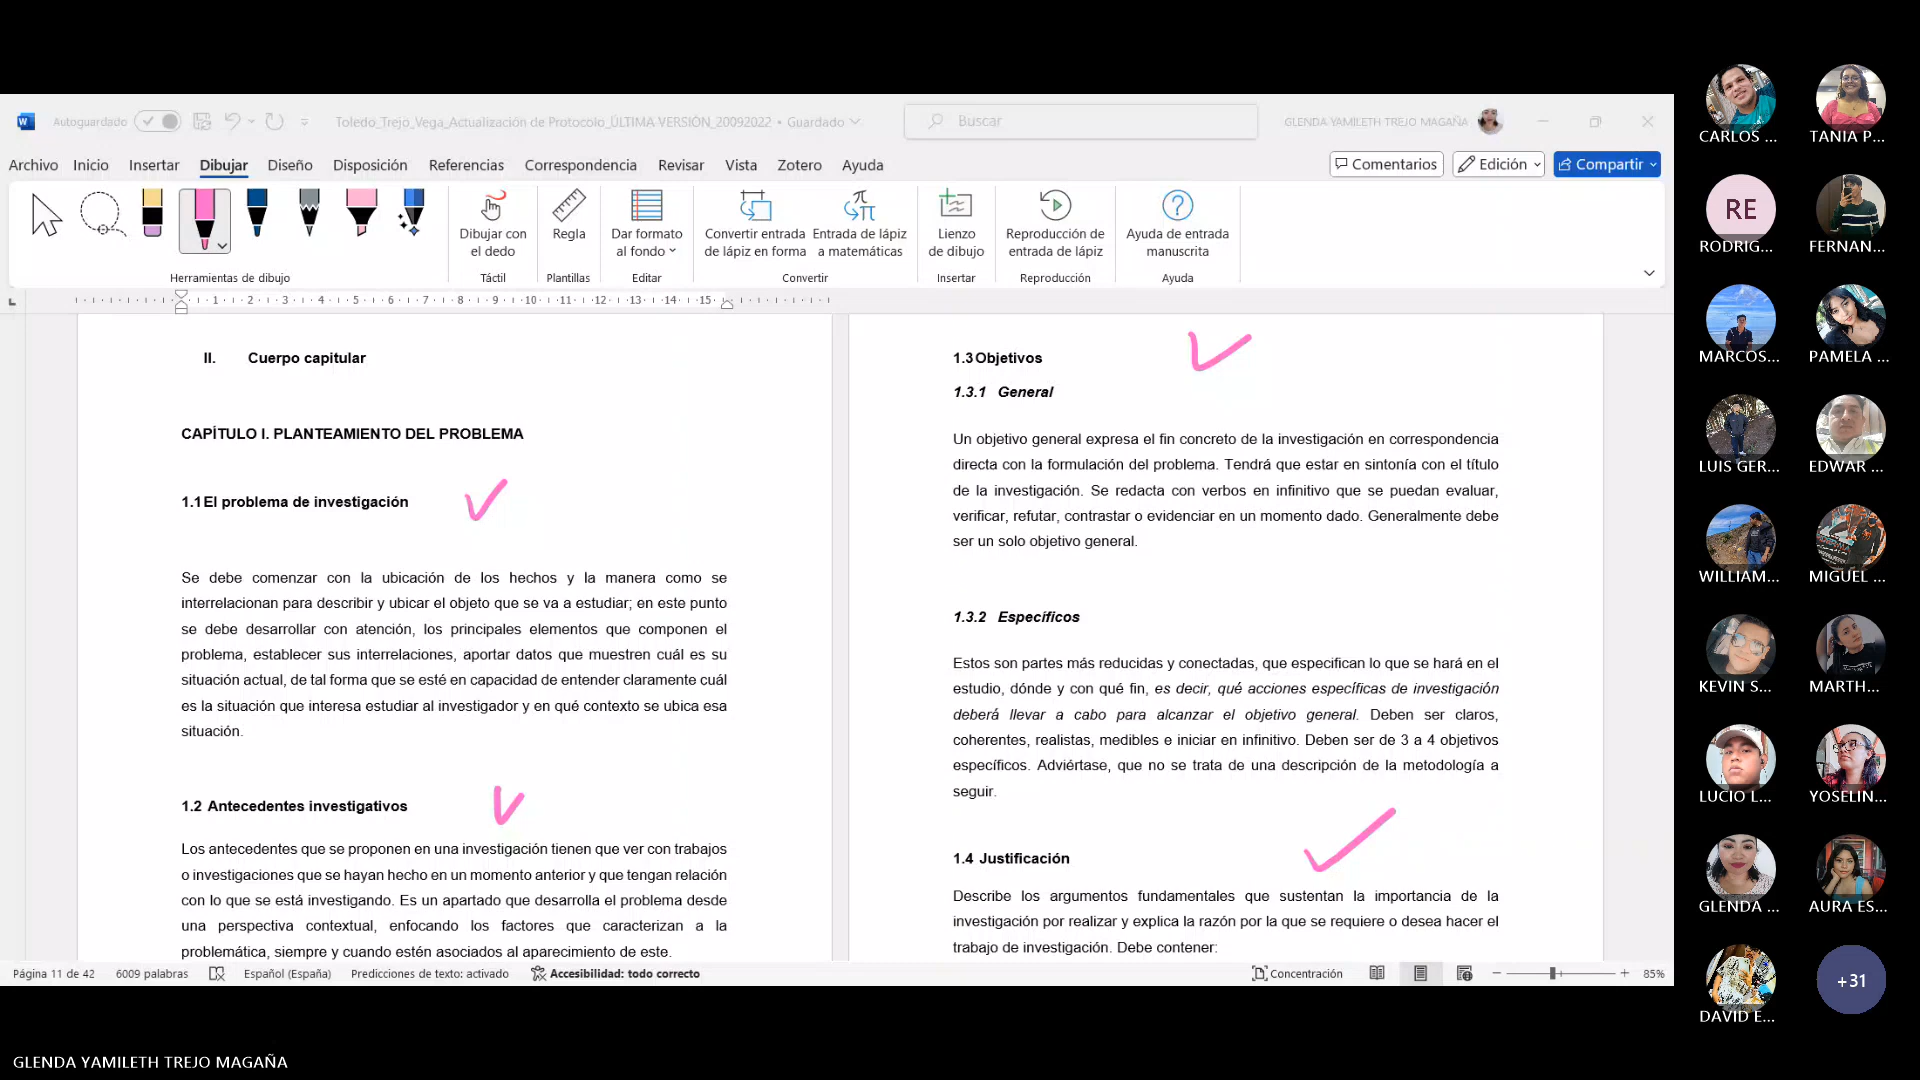 Autoguardado
Toledo_Trejo_Vega_Actualización de Protocolo_ÚLTIMA VERSIÓN_20092022 • Guardado
Buscar
GLENDA YAMILETH TREJO MAGAÑA
Archivo Inicio Insertar Dibujar Diseño Disposición Referencias Correspondencia Revisar Vista Zotero Ayuda
Comentarios Edición Compartir
Dibujar con el dedo
Regla
Dar formato al fondo
Convertir entrada de lápiz en forma
Entrada de lápiz a matemáticas
Lienzo de dibujo
Reproducción de entrada de lápiz
Ayuda de entrada manuscrita
Herramientas de dibujo Táctil Plantillas Editar Convertir Insertar Reproducción Ayuda
1 2 3 4 5 6 7 8 9 10 11 12 13 14 15
II. Cuerpo capitular
CAPÍTULO I. PLANTEAMIENTO DEL PROBLEMA
1.1 El problema de investigación
Se debe comenzar con la ubicación de los hechos y la manera como se
interrelacionan para describir y ubicar el objeto que se va a estudiar; en este punto
se debe desarrollar con atención, los principales elementos que componen el
problema, establecer sus interrelaciones, aportar datos que muestren cuál es su
situación actual, de tal forma que se esté en capacidad de entender claramente cuál
es la situación que interesa estudiar al investigador y en qué contexto se ubica esa
situación.
1.2 Antecedentes investigativos
Los antecedentes que se proponen en una investigación tienen que ver con trabajos
o investigaciones que se hayan hecho en un momento anterior y que tengan relación
con lo que se está investigando. Es un apartado que desarrolla el problema desde
una perspectiva contextual, enfocando los factores que caracterizan a la
problemática, siempre y cuando estén asociados al aparecimiento de este.
1.3 Objetivos
1.3.1 General
Un objetivo general expresa el fin concreto de la investigación en correspondencia
directa con la formulación del problema. Tendrá que estar en sintonía con el título
de la investigación. Se redacta con verbos en infinitivo que se puedan evaluar,
verificar, refutar, contrastar o evidenciar en un momento dado. Generalmente debe
ser un solo objetivo general.
1.3.2 Específicos
Estos son partes más reducidas y conectadas, que especifican lo que se hará en el
estudio, dónde y con qué fin, es decir, qué acciones específicas de investigación
deberá llevar a cabo para alcanzar el objetivo general. Deben ser claros,
coherentes, realistas, medibles e iniciar en infinitivo. Deben ser de 3 a 4 objetivos
específicos. Adviértase, que no se trata de una descripción de la metodología a
seguir.
1.4 Justificación
Describe los argumentos fundamentales que sustentan la importancia de la
investigación por realizar y explica la razón por la que se requiere o desea hacer el
trabajo de investigación. Debe contener:
Página 11 de 42 6009 palabras Español (España) Predicciones de texto: activado Accesibilidad: todo correcto Concentración 85%
CARLOS ... TANIA P...
RE
RODRIG... FERNAN...
MARCOS... PAMELA ...
LUIS GER... EDWAR ...
WILLIAM... MIGUEL ...
KEVIN S... MARTH...
LUCIO L... YOSELIN...
GLENDA ... AURA ES...
+31
DAVID E...
GLENDA YAMILETH TREJO MAGAÑA